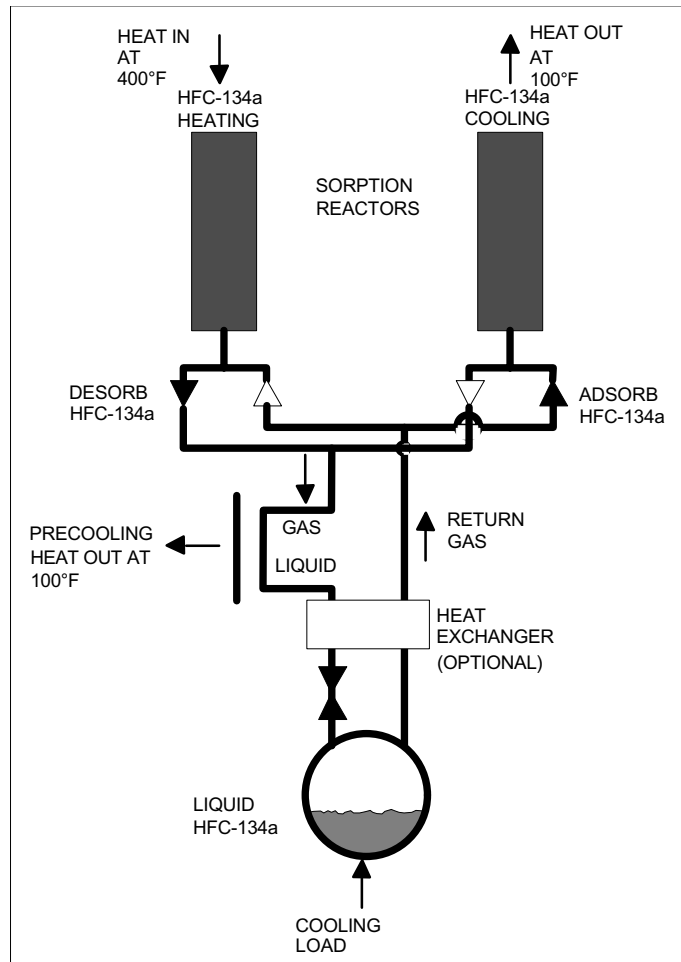 HEAT IN
AT
400°F
HFC-134a
HEATING
HEAT OUT
AT
100°F
HFC-134a
COOLING
SORPTION
REACTORS
DESORB
HFC-134a
ADSORB
HFC-134a
GAS
RETURN
GAS
PRECOOLING
HEAT OUT AT
100°F
LIQUID
HEAT
EXCHANGER
(OPTIONAL)
LIQUID
HFC-134a
COOLING
LOAD